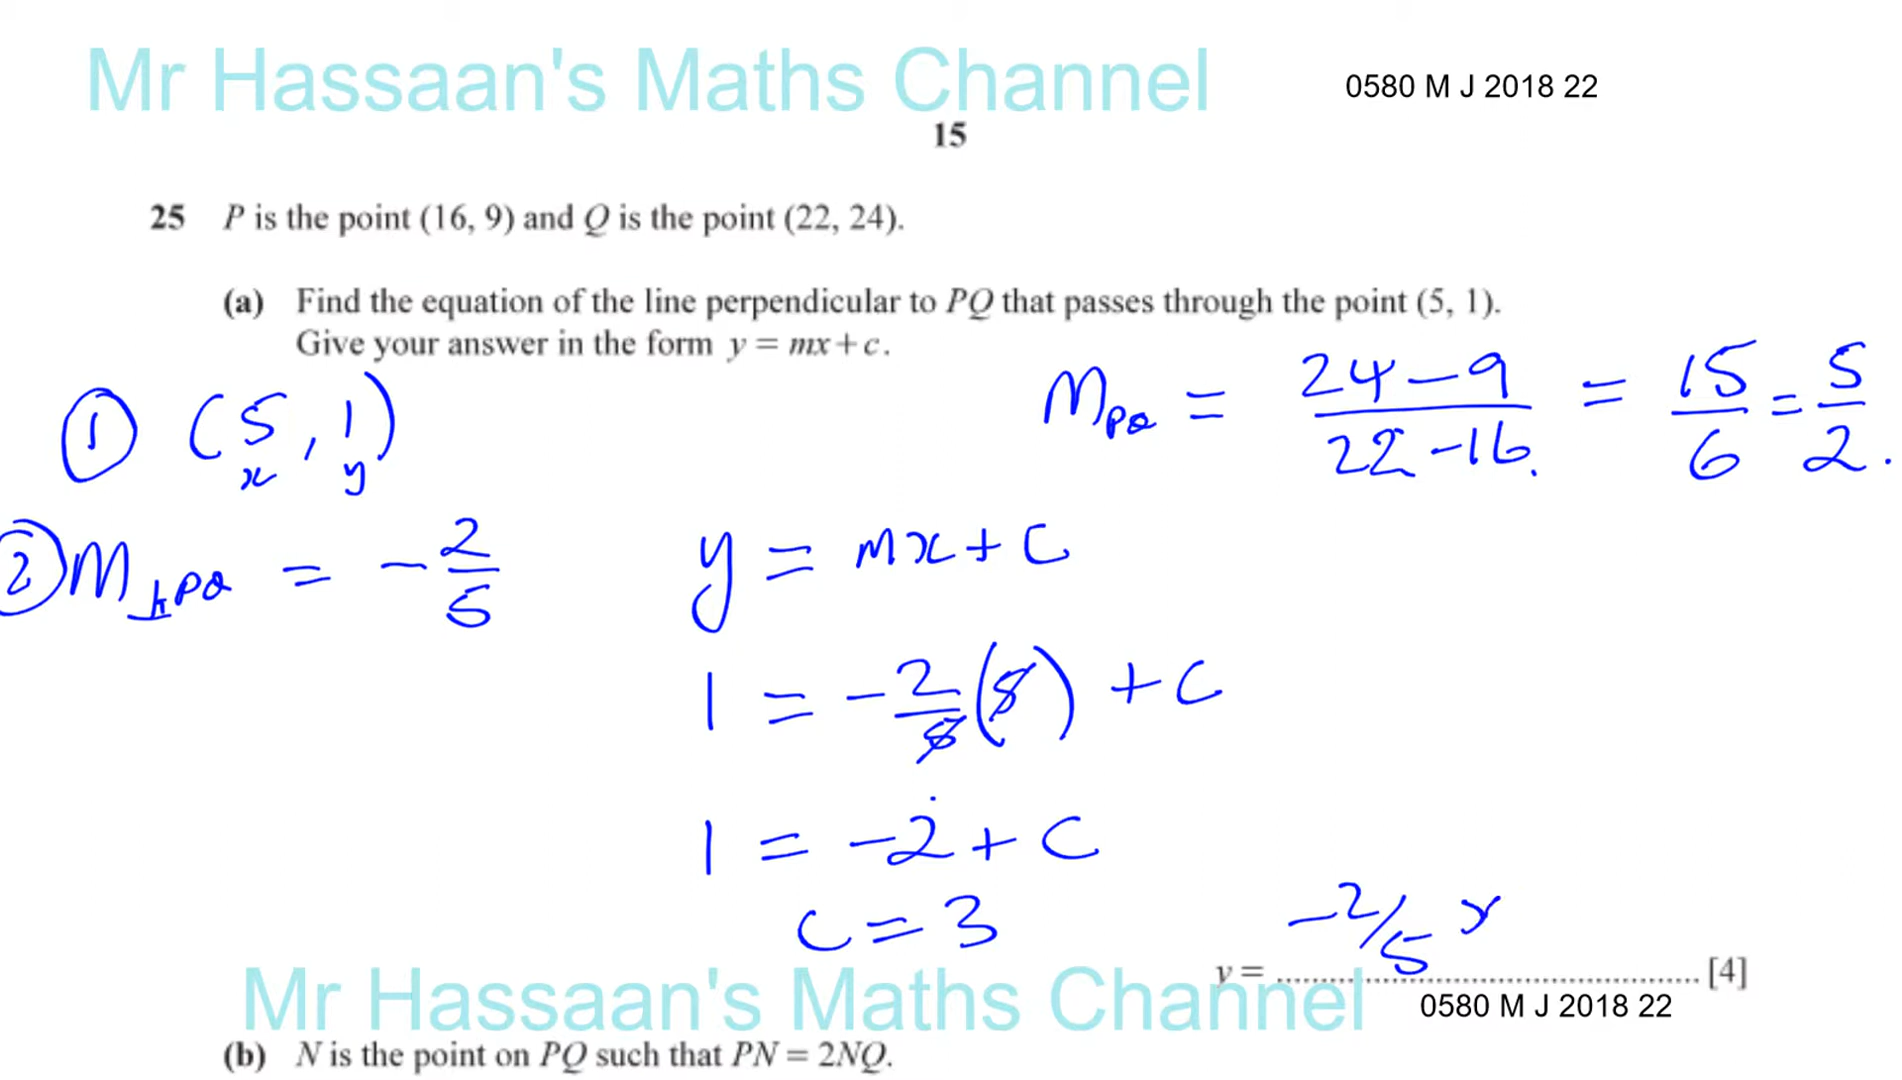 Mr Hassaan's Maths Channel
0580 M J 2018 22
15
25 P is the point (16, 9) and Q is the point (22, 24).
(a) Find the equation of the line perpendicular to PQ that passes through the point (5, 1).
Give your answer in the form y = mx + c.
① (5, 1)
x y
M_PQ = (24 - 9)/(22 - 16) = 15/6 = 5/2.
② M_⊥PQ = -2/5
y = mx + c
1 = -2/5 (5) + c
1 = -2 + c
c = 3
y = -2/5 x [4]
Mr Hassaan's Maths Channel
0580 M J 2018 22
(b) N is the point on PQ such that PN = 2NQ.